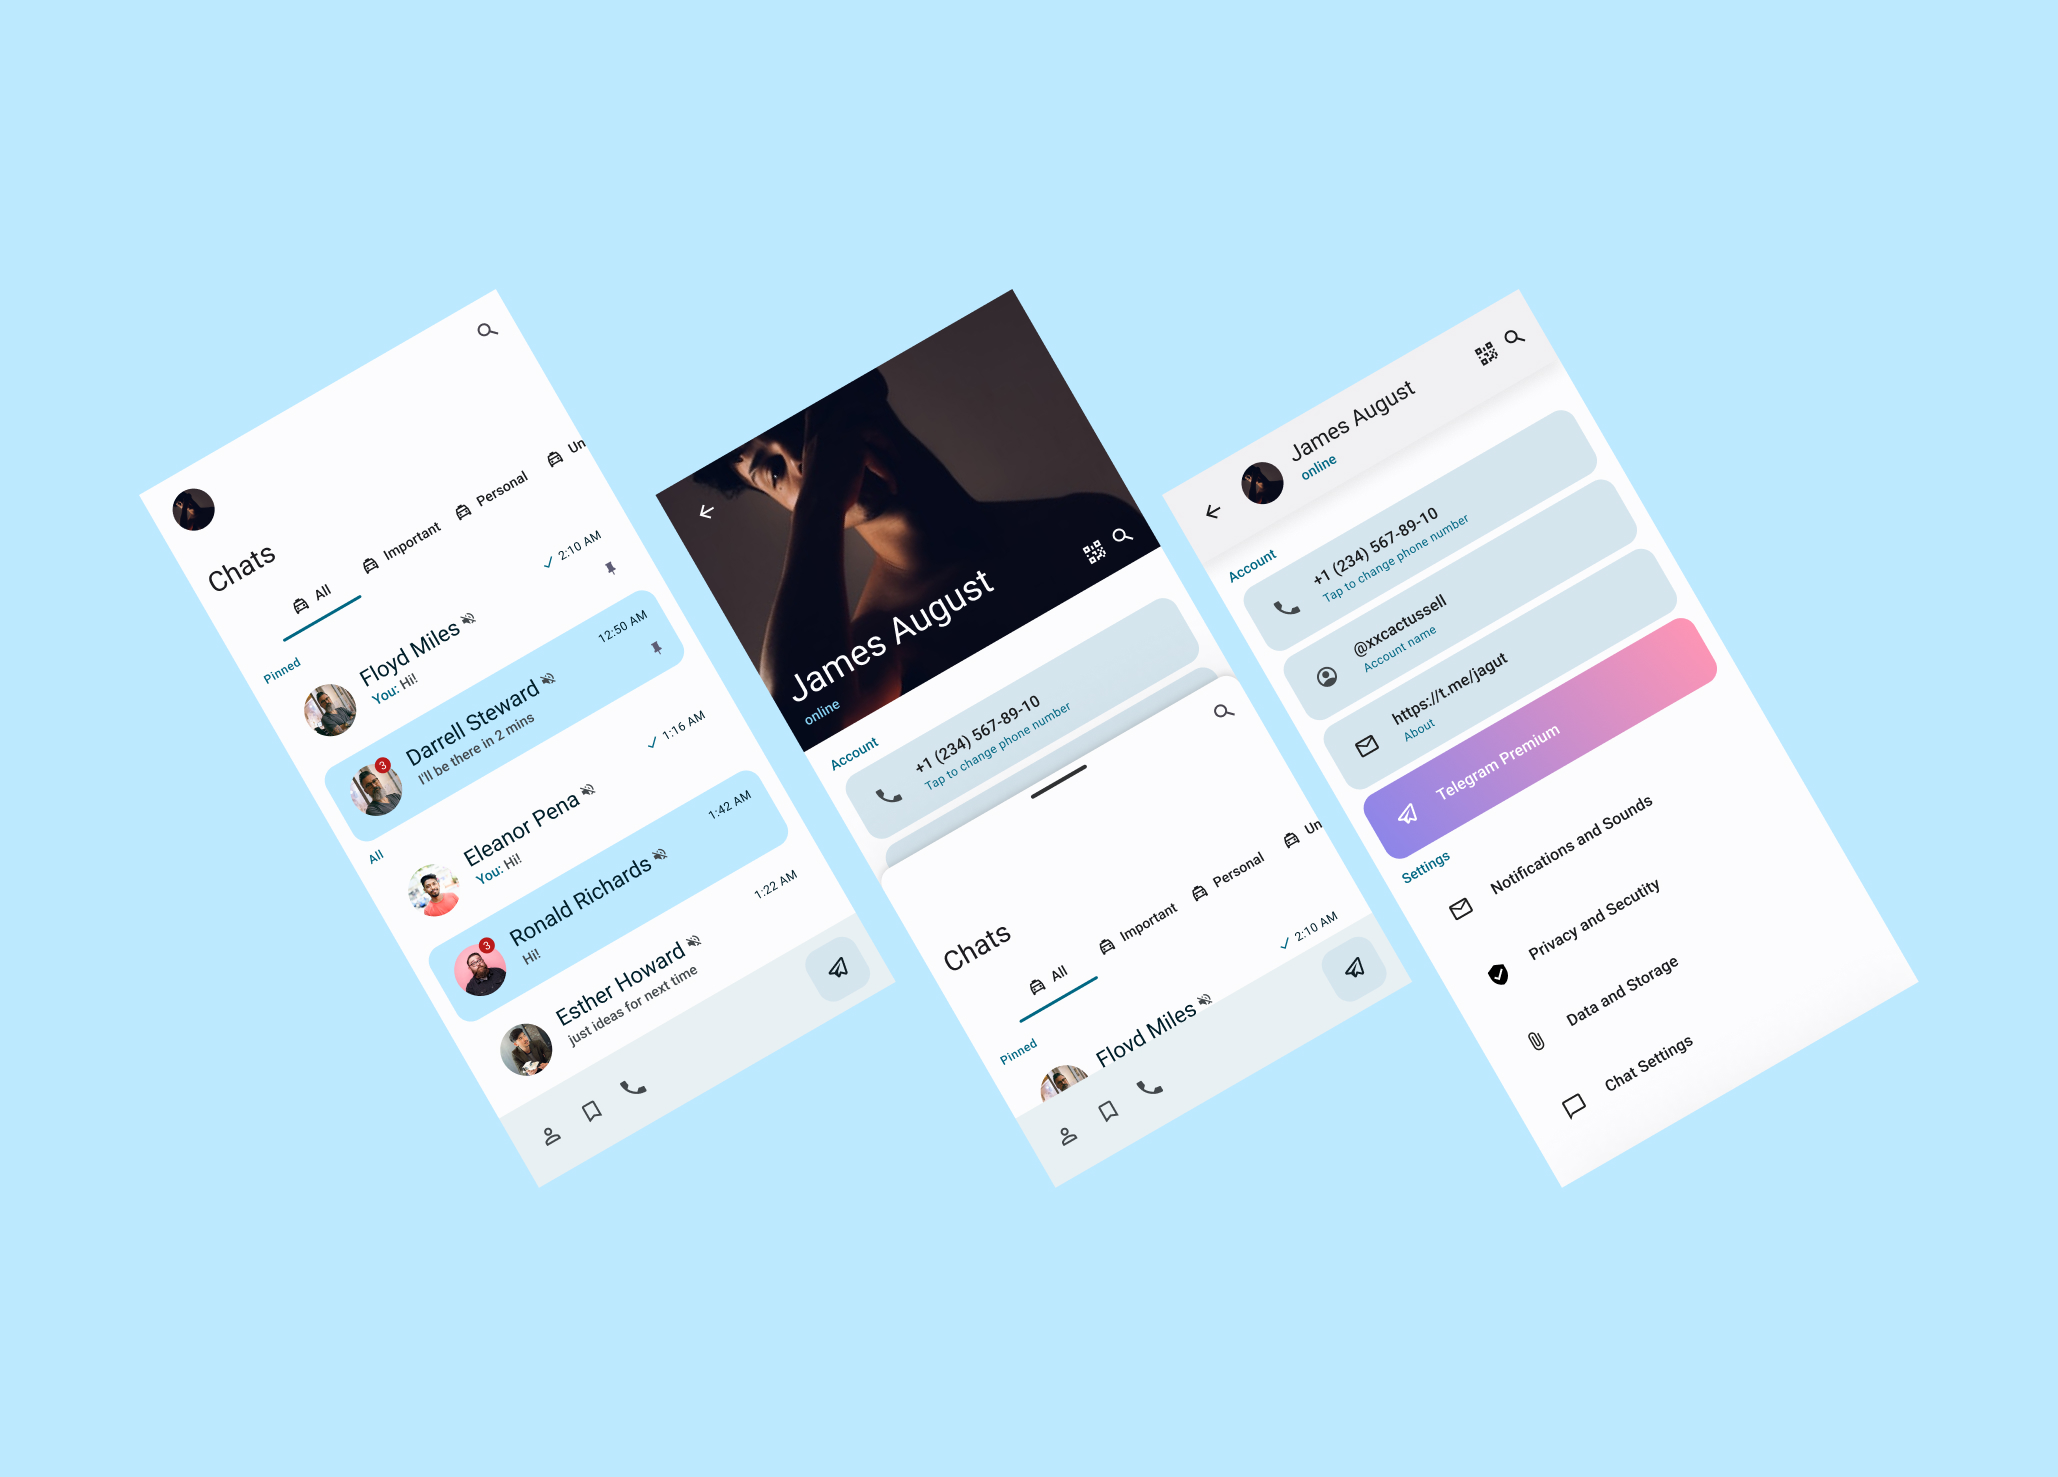 Chats
All
Important
Personal
Un
Pinned
Floyd Miles
2:10 AM
You: Hi!
3
Darrell Steward
12:50 AM
I'll be there in 2 mins
All
Eleanor Pena
1:16 AM
You: Hi!
3
Ronald Richards
1:42 AM
Hi!
Esther Howard
1:22 AM
just ideas for next time
James August
online
Account
+1 (234) 567-89-10
Tap to change phone number
Chats
All
Important
Personal
Un
Pinned
Floyd Miles
2:10 AM
James August
online
Account
+1 (234) 567-89-10
Tap to change phone number
@xxcactussell
Account name
https://t.me/jagut
About
Telegram Premium
Settings
Notifications and Sounds
Privacy and Secutity
Data and Storage
Chat Settings